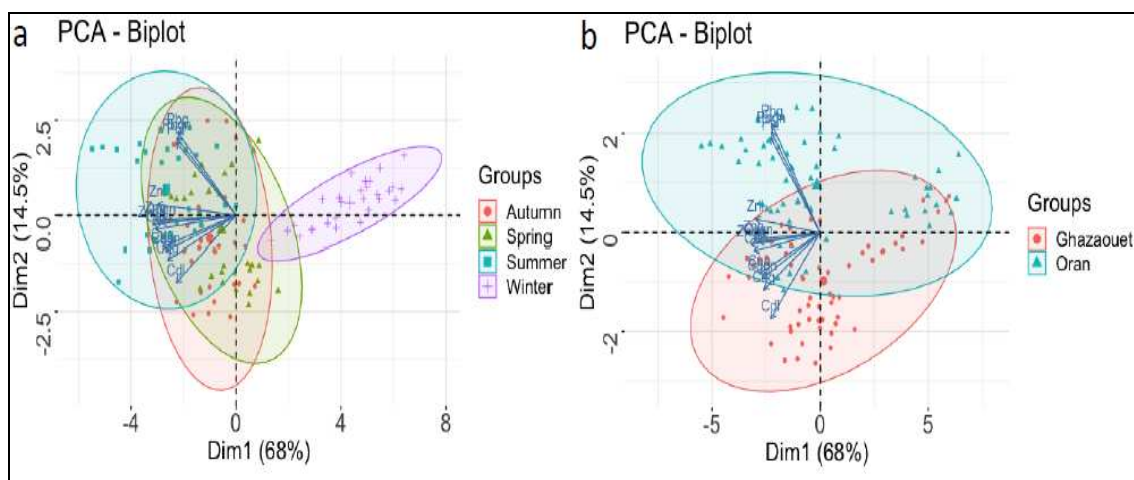 a PCA - Biplot
Dim2 (14.5%)
2.5
0.0
-2.5
-4 0 4 8
Dim1 (68%)
Zn
Cdl
Groups
Autumn
Spring
Summer
Winter
b PCA - Biplot
Dim2 (14.5%)
2
0
-2
-5 0 5
Dim1 (68%)
Zn
Cdl
Groups
Ghazaouet
Oran